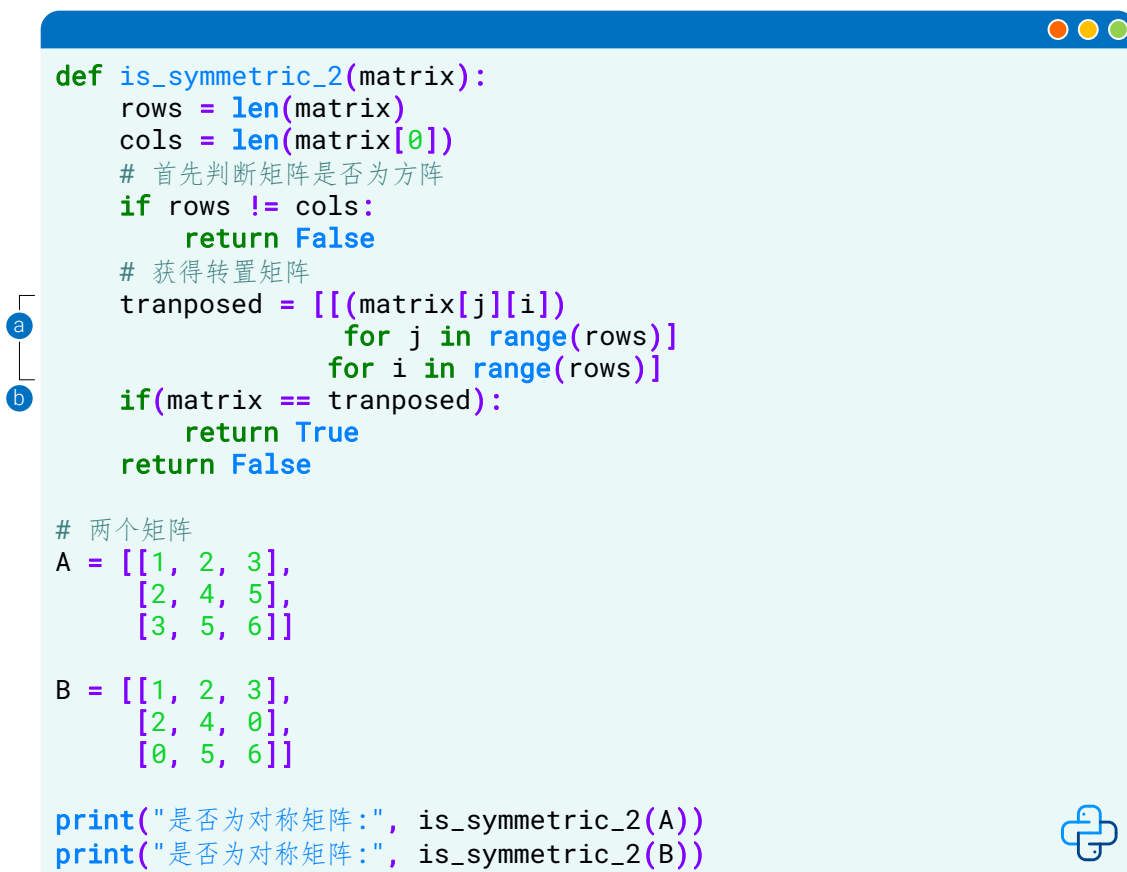 def is_symmetric_2(matrix):
    rows = len(matrix)
    cols = len(matrix[0])
    # 首先判断矩阵是否为方阵
    if rows != cols:
        return False
    # 获得转置矩阵
    tranposed = [[(matrix[j][i])
                  for j in range(rows)]
                 for i in range(rows)]
a
b
    if(matrix == tranposed):
        return True
    return False
# 两个矩阵
A = [[1, 2, 3],
     [2, 4, 5],
     [3, 5, 6]]
B = [[1, 2, 3],
     [2, 4, 0],
     [0, 5, 6]]
print("是否为对称矩阵:", is_symmetric_2(A))
print("是否为对称矩阵:", is_symmetric_2(B))